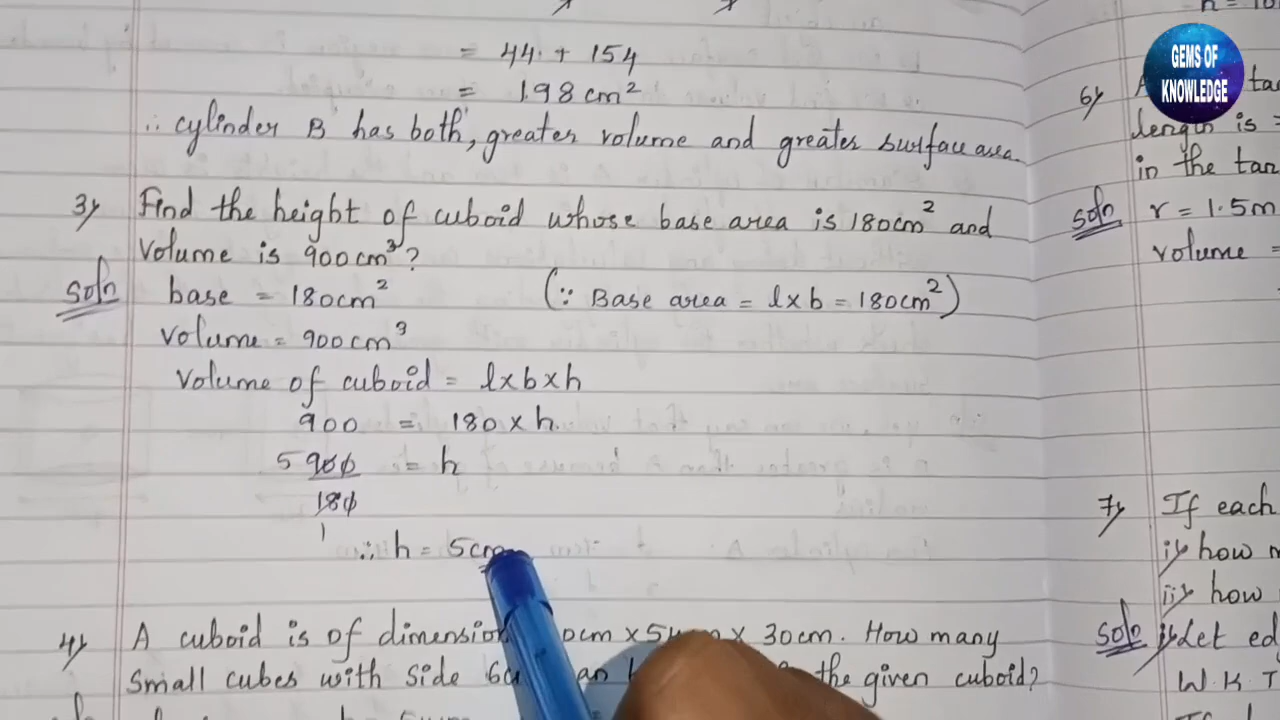 = 44 + 154
= 198 cm²
∴ cylinder B has both, greater volume and greater surface area.
3) Find the height of cuboid whose base area is 180cm² and
volume is 900cm³?
soln base = 180cm² (∵ Base area = l×b = 180cm²)
volume = 900cm³
volume of cuboid = l×b×h
900 = 180 × h
5 900 = h
180
1
∴ h = 5cm
4) A cuboid is of dimension 0cm × 54 × 30cm. How many
small cubes with side 6 the given cuboid?
6)
length is =
in the tan
soln r = 1.5m
volume =
7) If each
i) how
ii) how
soln i) Let ed
W.K.T
GEMS OF
KNOWLEDGE